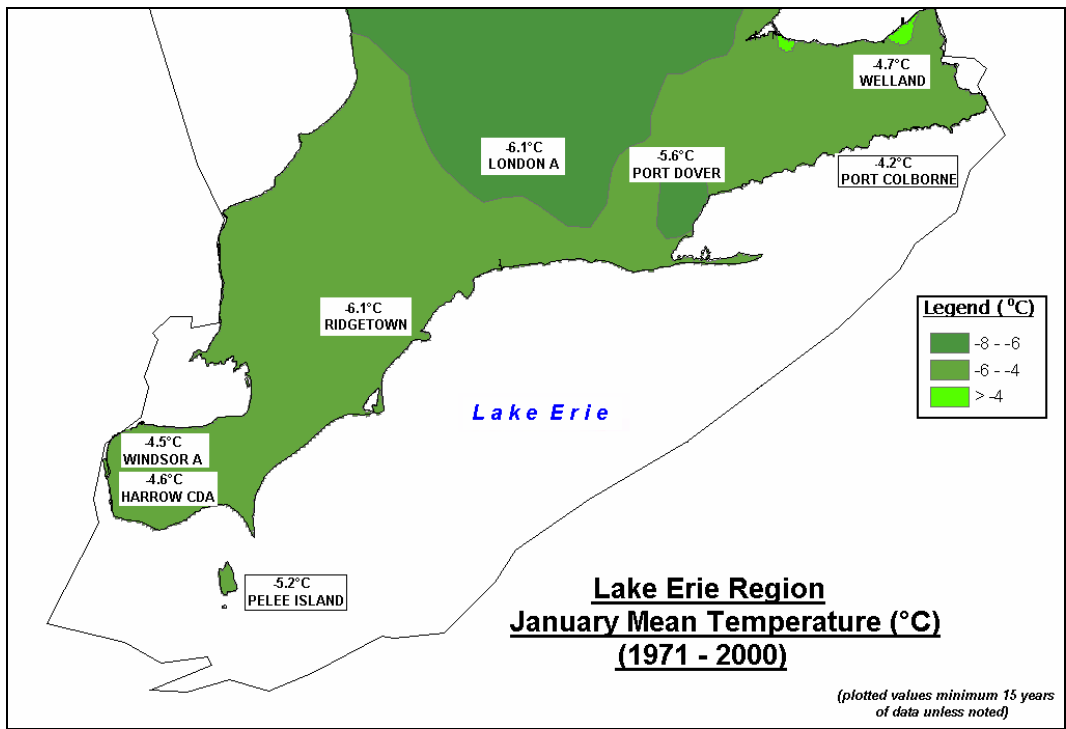 -4.7°C
WELLAND
-6.1°C
LONDON A
-5.6°C
PORT DOVER
-4.2°C
PORT COLBORNE
-6.1°C
RIDGETOWN
Legend (⁰C)
-8 - -6
-6 - -4
> -4
Lake Erie
-4.5°C
WINDSOR A
-4.6°C
HARROW CDA
-5.2°C
PELEE ISLAND
Lake Erie Region
January Mean Temperature (°C)
(1971 - 2000)
(plotted values minimum 15 years
of data unless noted)